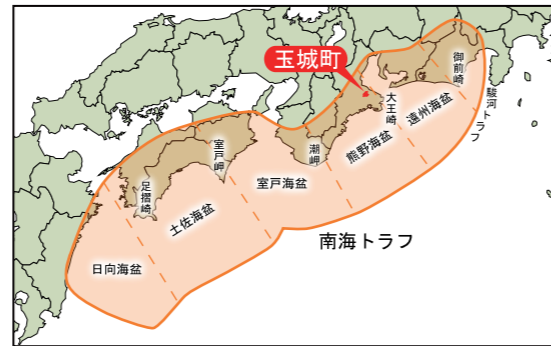 玉城町
御前崎
駿河トラフ
大王崎
遠州海盆
熊野海盆
潮岬
室戸岬
室戸海盆
足摺崎
土佐海盆
日向海盆
南海トラフ